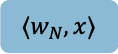 ⟨w_N, x⟩